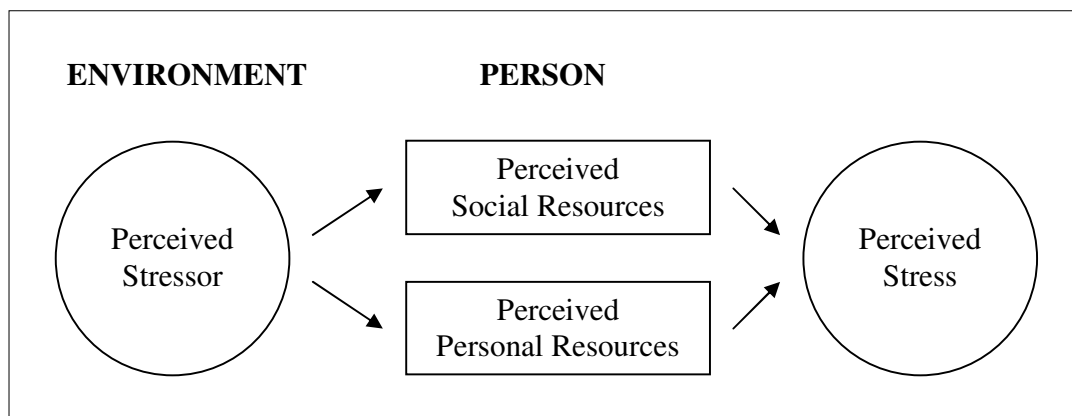 ENVIRONMENT
PERSON
Perceived
Stressor
Perceived
Social Resources
Perceived
Personal Resources
Perceived
Stress